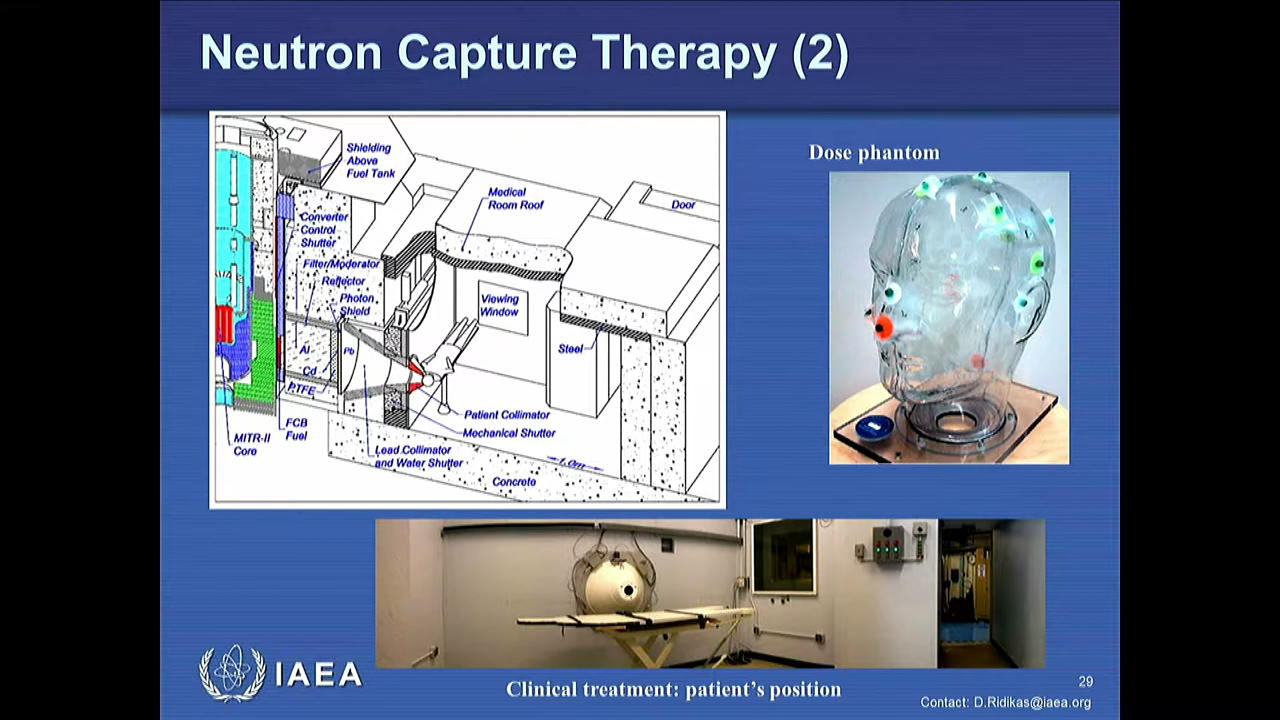 Neutron Capture Therapy (2)
Shielding
Above
Fuel Tank
Medical
Room Roof
Door
Converter
Control
Shutter
Filter/Moderator
Reflector
Photon
Shield
Viewing
Window
Steel
Al
Pb
Cd
PTFE
FCB
Fuel
MITR-II
Core
Patient Collimator
Mechanical Shutter
Lead Collimator
and Water Shutter
1.0m
Concrete
Dose phantom
IAEA
Clinical treatment: patient's position
29
Contact: D.Ridikas@iaea.org